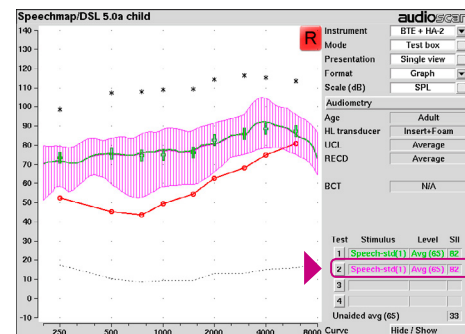 Speechmap/DSL 5.0a child
audioscan
R
Instrument BTE + HA-2
Mode Test box
Presentation Single view
Format Graph
Scale (dB) SPL
Audiometry
Age Adult
HL transducer Insert+Foam
UCL Average
RECD Average
BCT N/A
Test Stimulus Level SII
1 Speech-std(1) Avg (65) 82
2 Speech-std(1) Avg (65) 82
3
4
Unaided avg (65) 33
Curve Hide / Show
140
130
120
110
100
90
80
70
60
50
40
30
20
10
0
-10
250 500 1000 2000 4000 8000